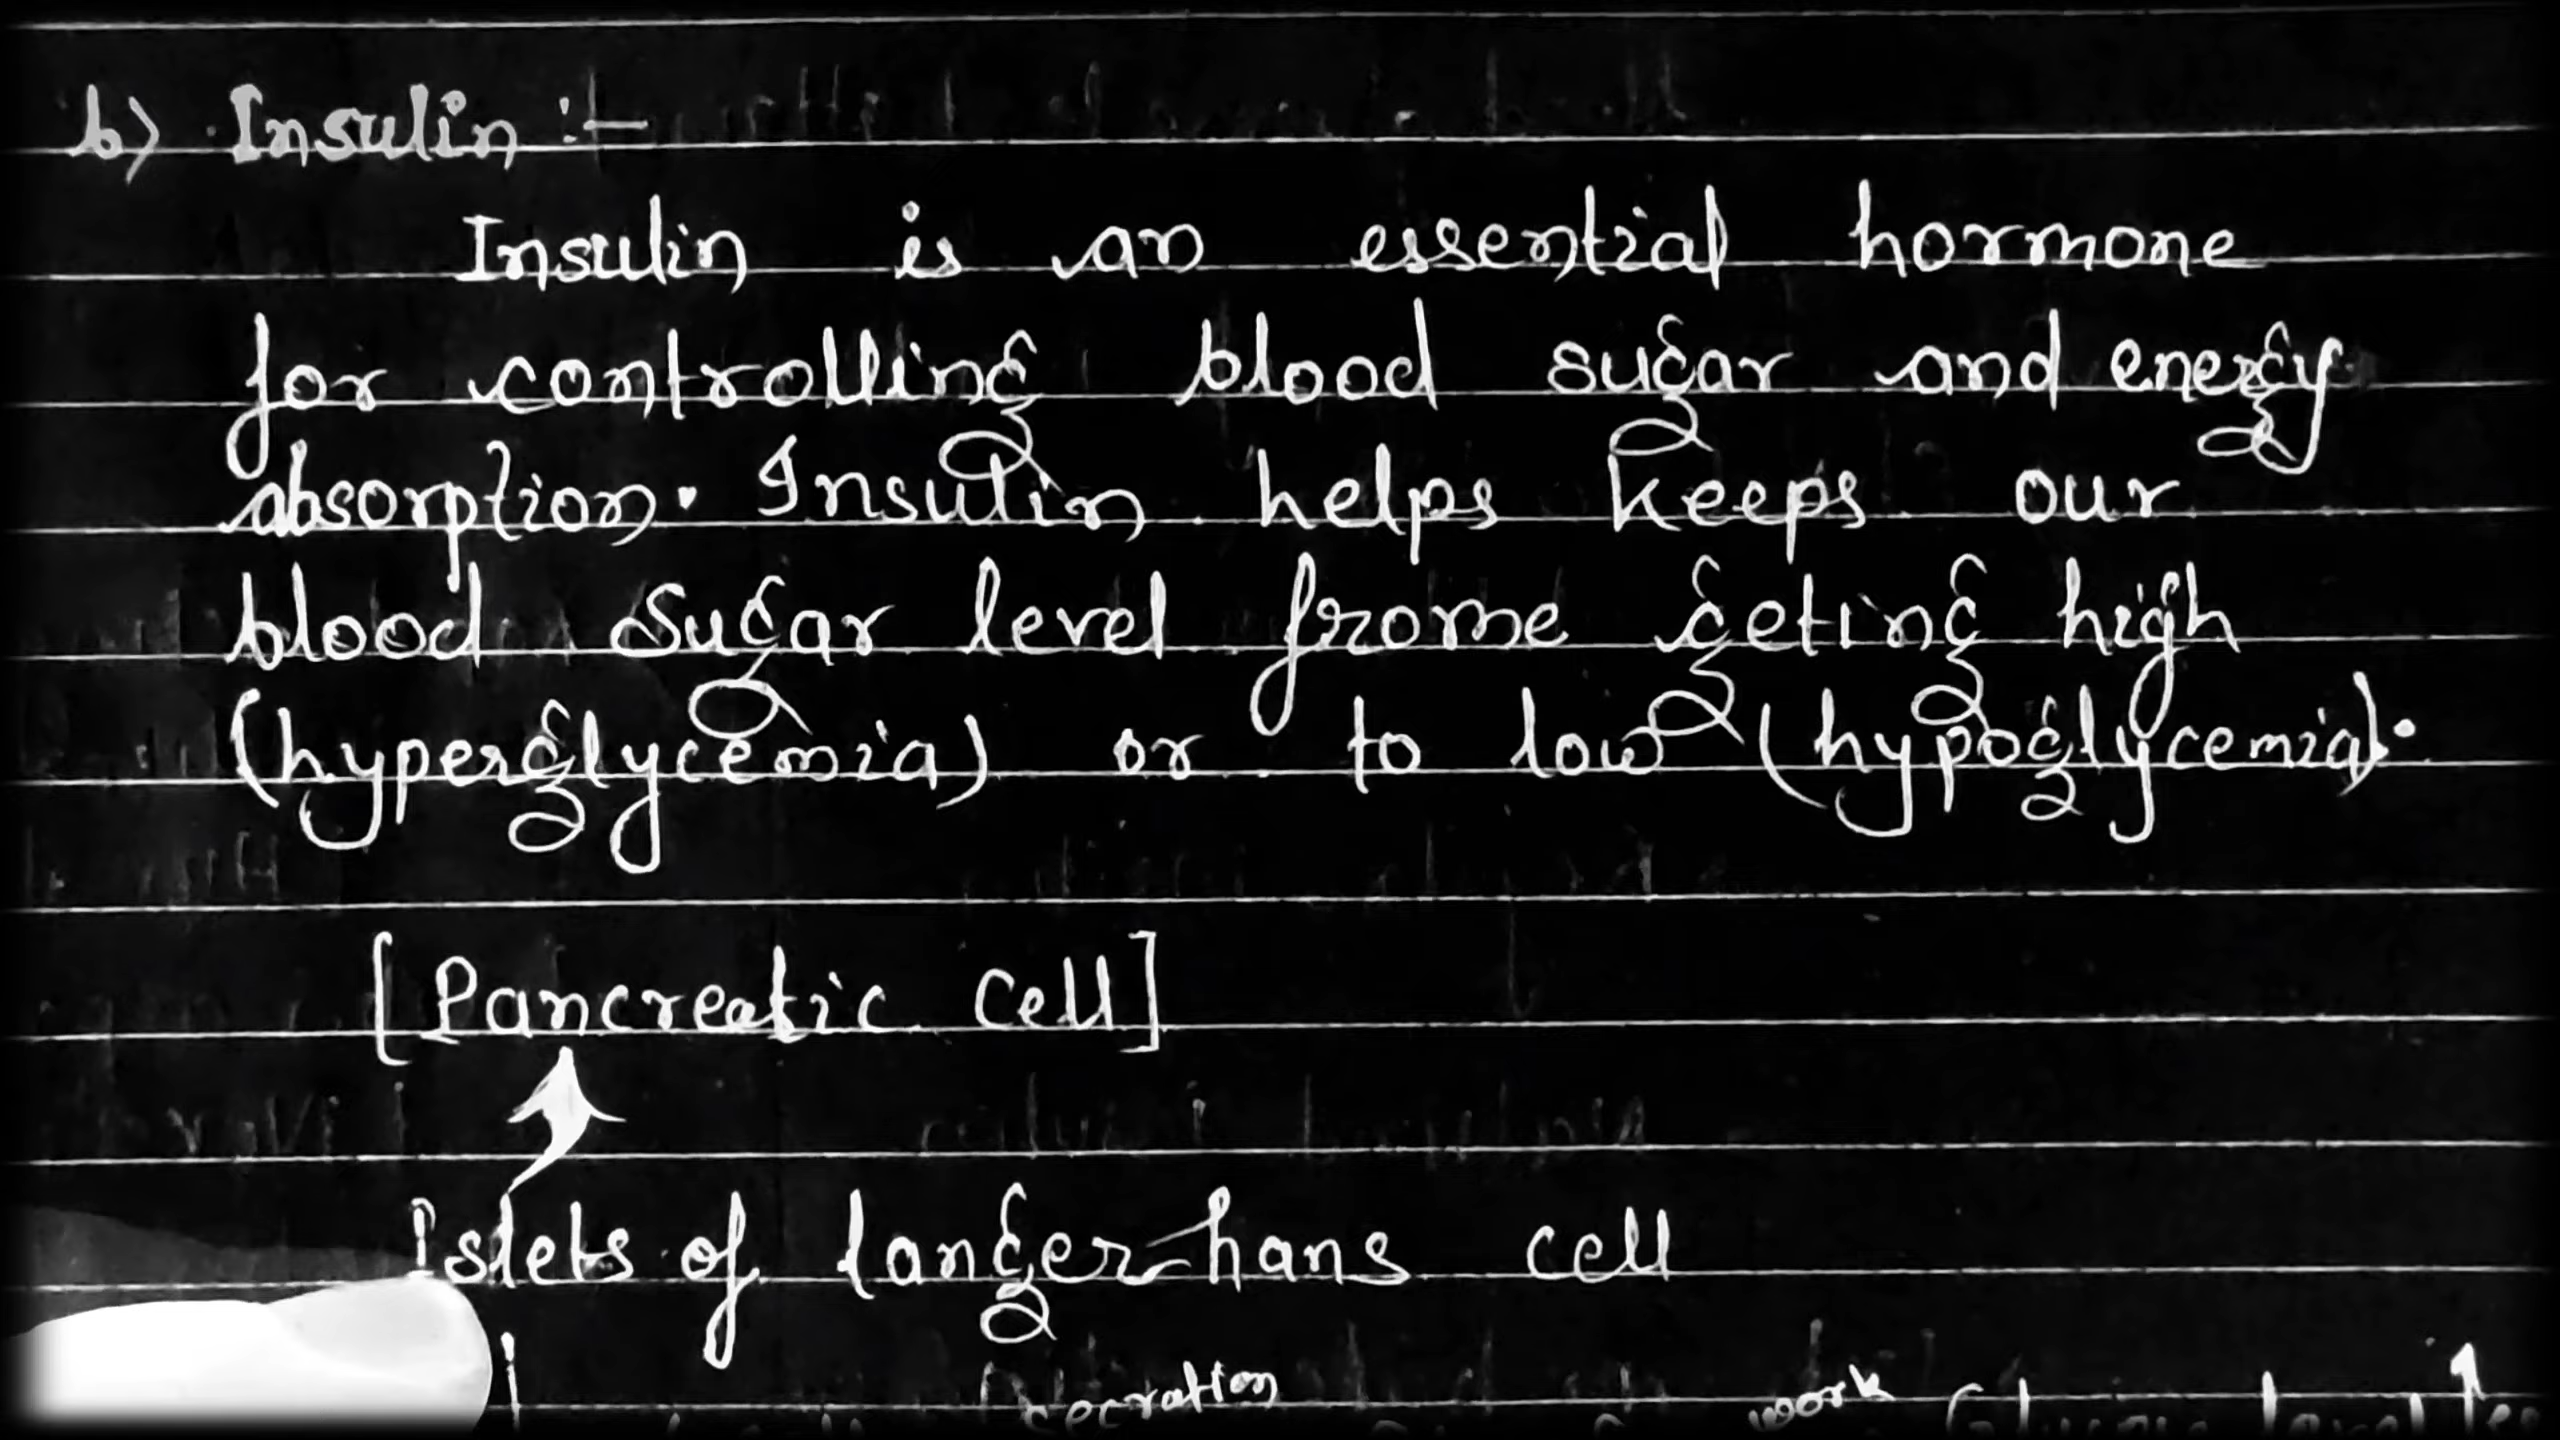 b) Insulin :-
Insulin is an essential hormone
for controlling blood sugar and energy
absorption. Insulin helps keeps our
blood sugar level frome geting high
(hyperglycemia) or to low (hypoglycemia).
[Pancreatic cell]
Islets of langer-hans cell
work